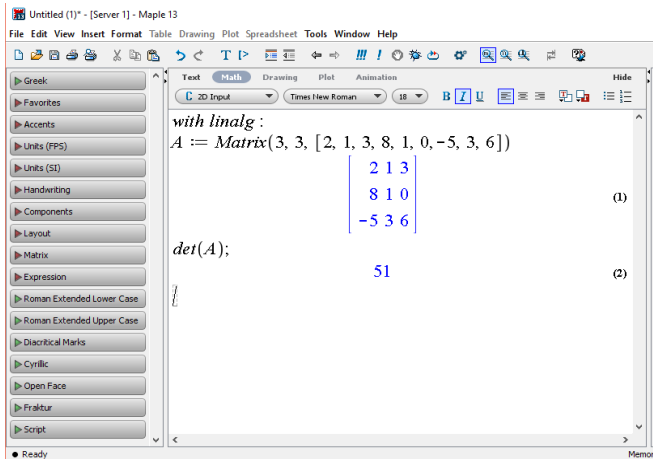 Untitled (1)* - [Server 1] - Maple 13
File Edit View Insert Format Table Drawing Plot Spreadsheet Tools Window Help
Text Math Drawing Plot Animation Hide
C 2D Input Times New Roman 18 B I U
Greek
Favorites
Accents
Units (FPS)
Units (SI)
Handwriting
Components
Layout
Matrix
Expression
Roman Extended Lower Case
Roman Extended Upper Case
Diacritical Marks
Cyrillic
Open Face
Fraktur
Script
with linalg :
A := Matrix(3, 3, [2, 1, 3, 8, 1, 0, -5, 3, 6])
2 1 3
8 1 0 (1)
-5 3 6
det(A);
51 (2)
Ready Memor